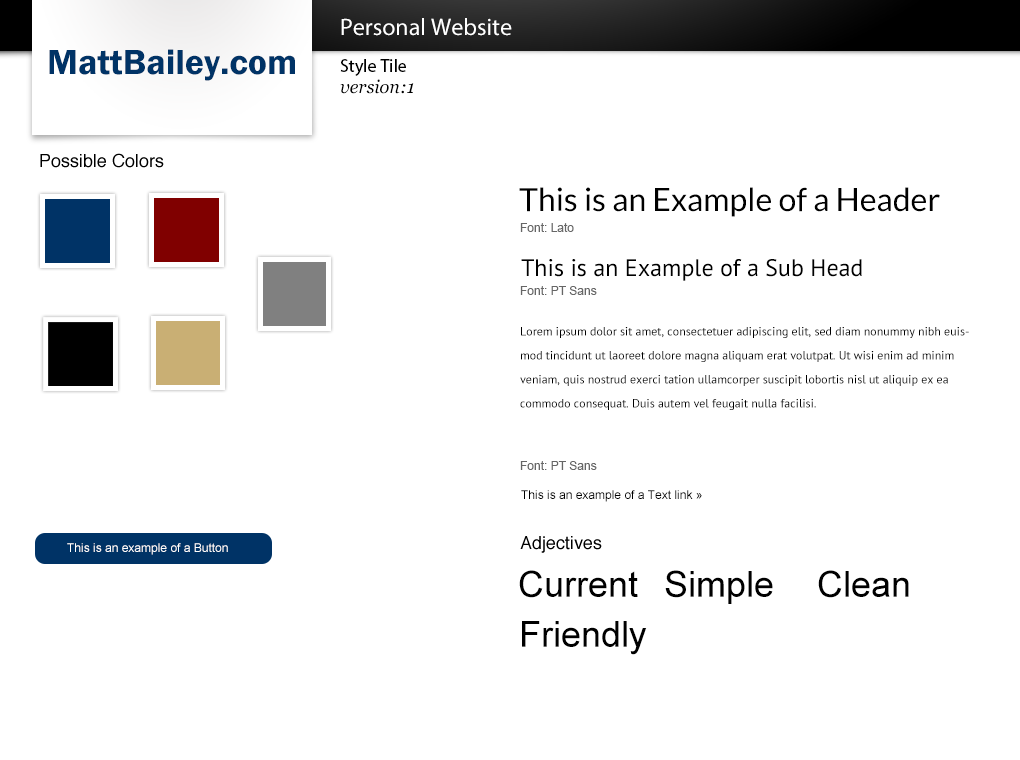 Personal Website
MattBailey.com
Style Tile
version:1
Possible Colors
This is an Example of a Header
Font: Lato
This is an Example of a Sub Head
Font: PT Sans
Lorem ipsum dolor sit amet, consectetuer adipiscing elit, sed diam nonummy nibh euis-
mod tincidunt ut laoreet dolore magna aliquam erat volutpat. Ut wisi enim ad minim
veniam, quis nostrud exerci tation ullamcorper suscipit lobortis nisl ut aliquip ex ea
commodo consequat. Duis autem vel feugait nulla facilisi.
Font: PT Sans
This is an example of a Text link »
This is an example of a Button
Adjectives
Current Simple Clean
Friendly